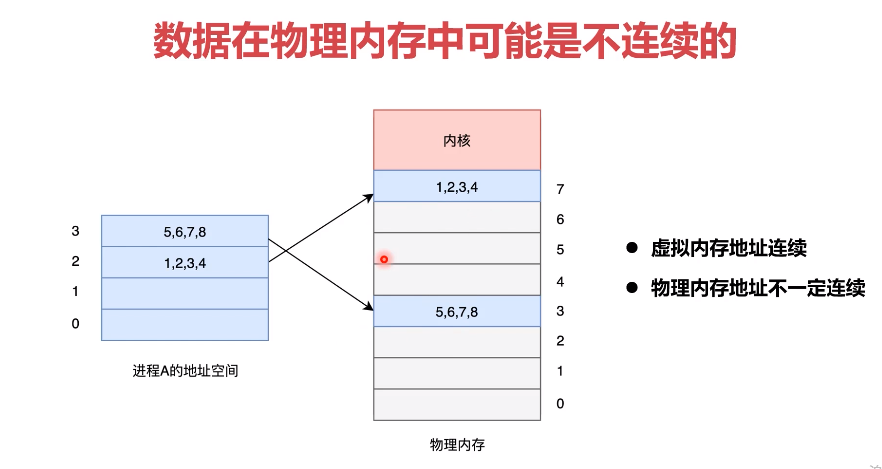 数据在物理内存中可能是不连续的
内核
1,2,3,4
7
6
5
4
5,6,7,8
3
2
1
0
物理内存
3
5,6,7,8
2
1,2,3,4
1
0
进程A的地址空间
● 虚拟内存地址连续
● 物理内存地址不一定连续